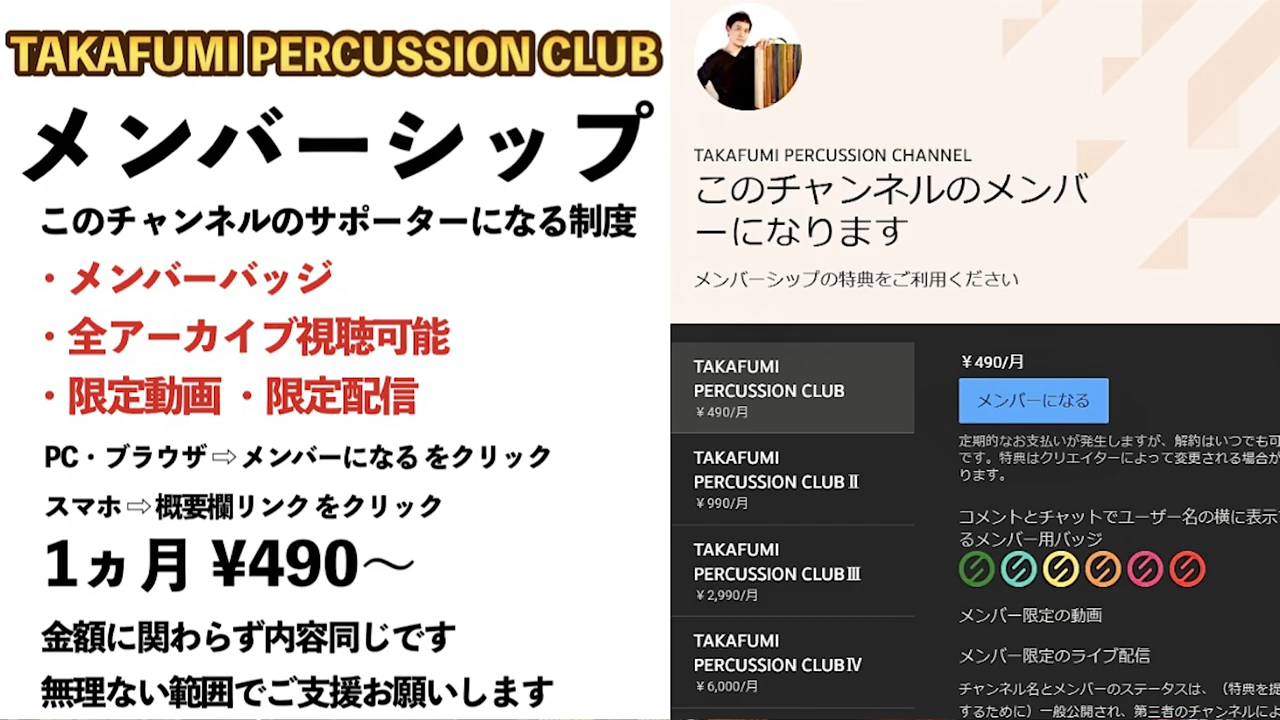 TAKAFUMI PERCUSSION CLUB
メンバーシップ
このチャンネルのサポーターになる制度
・メンバーバッジ
・全アーカイブ視聴可能
・限定動画 ・限定配信
PC・ブラウザ⇨メンバーになる をクリック
スマホ⇨概要欄リンク をクリック
1ヵ月 ¥490〜
金額に関わらず内容同じです
無理ない範囲でご支援お願いします
TAKAFUMI PERCUSSION CHANNEL
このチャンネルのメンバ
ーになります
メンバーシップの特典をご利用ください
TAKAFUMI
PERCUSSION CLUB
￥490/月
TAKAFUMI
PERCUSSION CLUBⅡ
￥990/月
TAKAFUMI
PERCUSSION CLUBⅢ
￥2,990/月
TAKAFUMI
PERCUSSION CLUBⅣ
￥6,000/月
￥490/月
メンバーになる
定期的なお支払いが発生しますが、解約はいつでも可
です。特典はクリエイターによって変更される場合が
ります。
コメントとチャットでユーザー名の横に表示
るメンバー用バッジ
メンバー限定の動画
メンバー限定のライブ配信
チャンネル名とメンバーのステータスは、（特典を提
するために）一般公開され、第三者のチャンネルによ